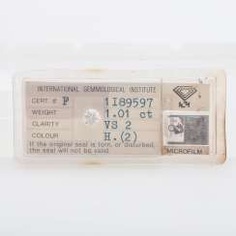 INTERNATIONAL GEMMOLOGICAL INSTITUTE
CERT. # F 1I89597
WEIGHT 1.01 ct
CLARITY VS 2
COLOUR H.(2)
If the original seal is torn, or disturbed,
the seal will not be valid
MICROFILM